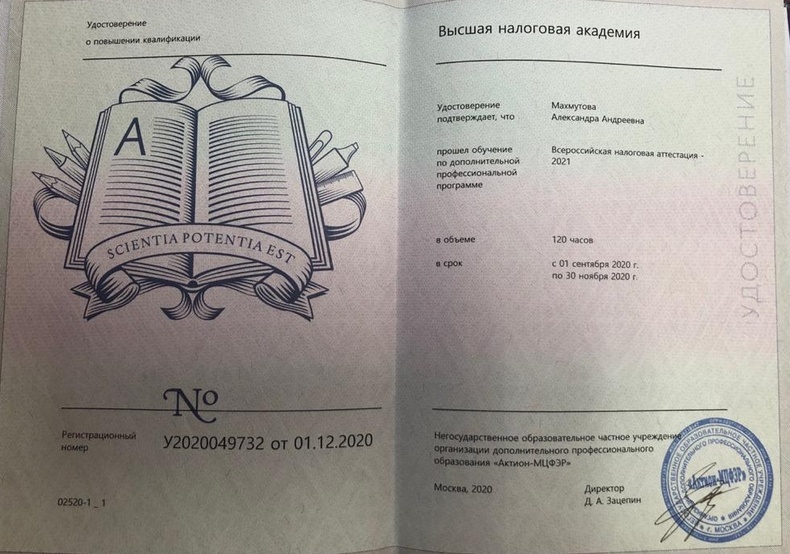 Удостоверение
о повышении квалификации
A
SCIENTIA POTENTIA EST
№
Регистрационный
номер
У2020049732 от 01.12.2020
02520-1 _ 1
Высшая налоговая академия
Удостоверение
подтверждает, что
Махмутова
Александра Андреевна
прошел обучение
по дополнительной
профессиональной
программе
Всероссийская налоговая аттестация -
2021
в объеме
120 часов
в срок
с 01 сентября 2020 г.
по 30 ноября 2020 г.
УДОСТОВЕРЕНИЕ
Негосударственное образовательное частное учреждение
организации дополнительного профессионального
образования «Актион-МЦФЭР»
Москва, 2020
Директор
Д. А. Зацепин
«Актион-МЦФЭР»
г. МОСКВА